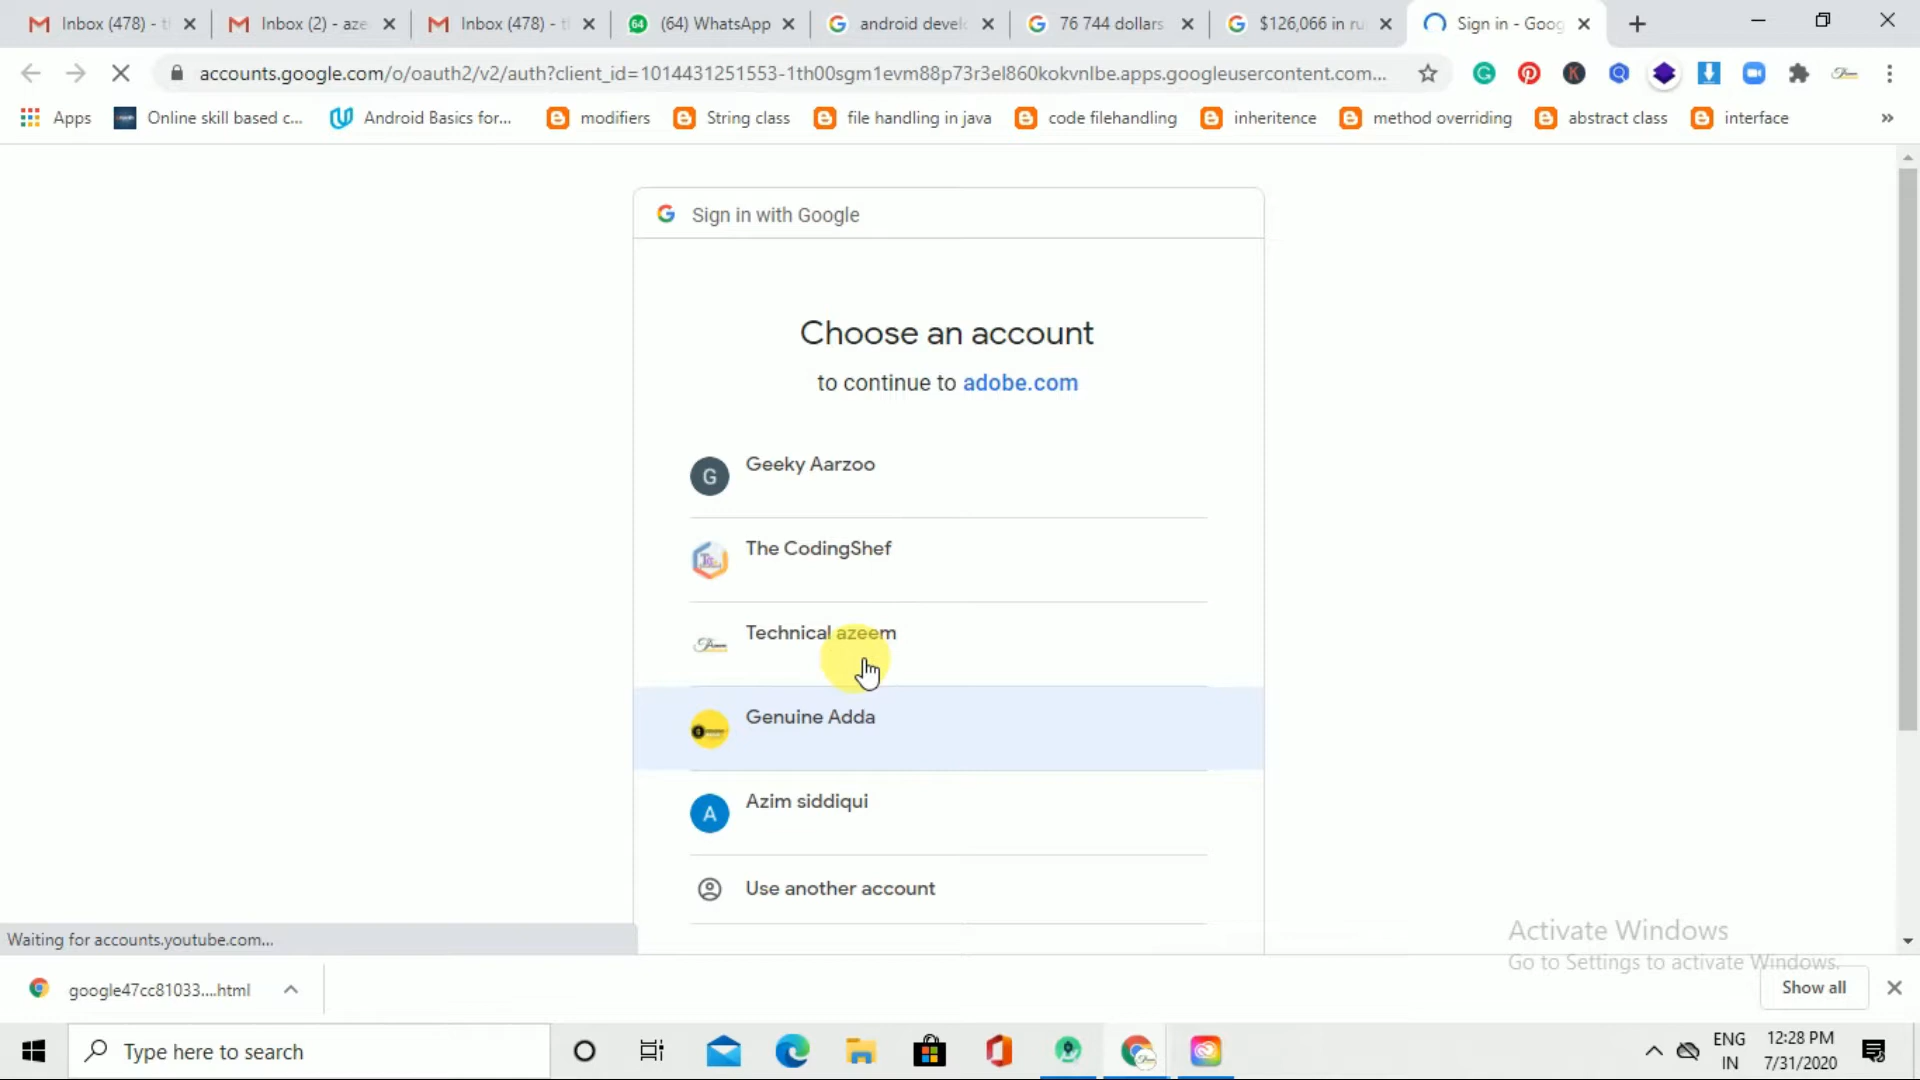 Inbox (478) - t
Inbox (2) - aze
Inbox (478) - t
64 (64) WhatsApp
android devel
76 744 dollars
$126,066 in ru
Sign in - Goog
accounts.google.com/o/oauth2/v2/auth?client_id=1014431251553-1th00sgm1evm88p73r3el860kokvnlbe.apps.googleusercontent.com...
Apps
Online skill based c...
Android Basics for...
modifiers
String class
file handling in java
code filehandling
inheritence
method overriding
abstract class
interface
»
G Sign in with Google
Choose an account
to continue to adobe.com
G Geeky Aarzoo
The CodingShef
Technical azeem
Genuine Adda
A Azim siddiqui
Use another account
Waiting for accounts.youtube.com...
Activate Windows
Go to Settings to activate Windows.
google47cc81033....html
Show all
Type here to search
ENG
IN
12:28 PM
7/31/2020